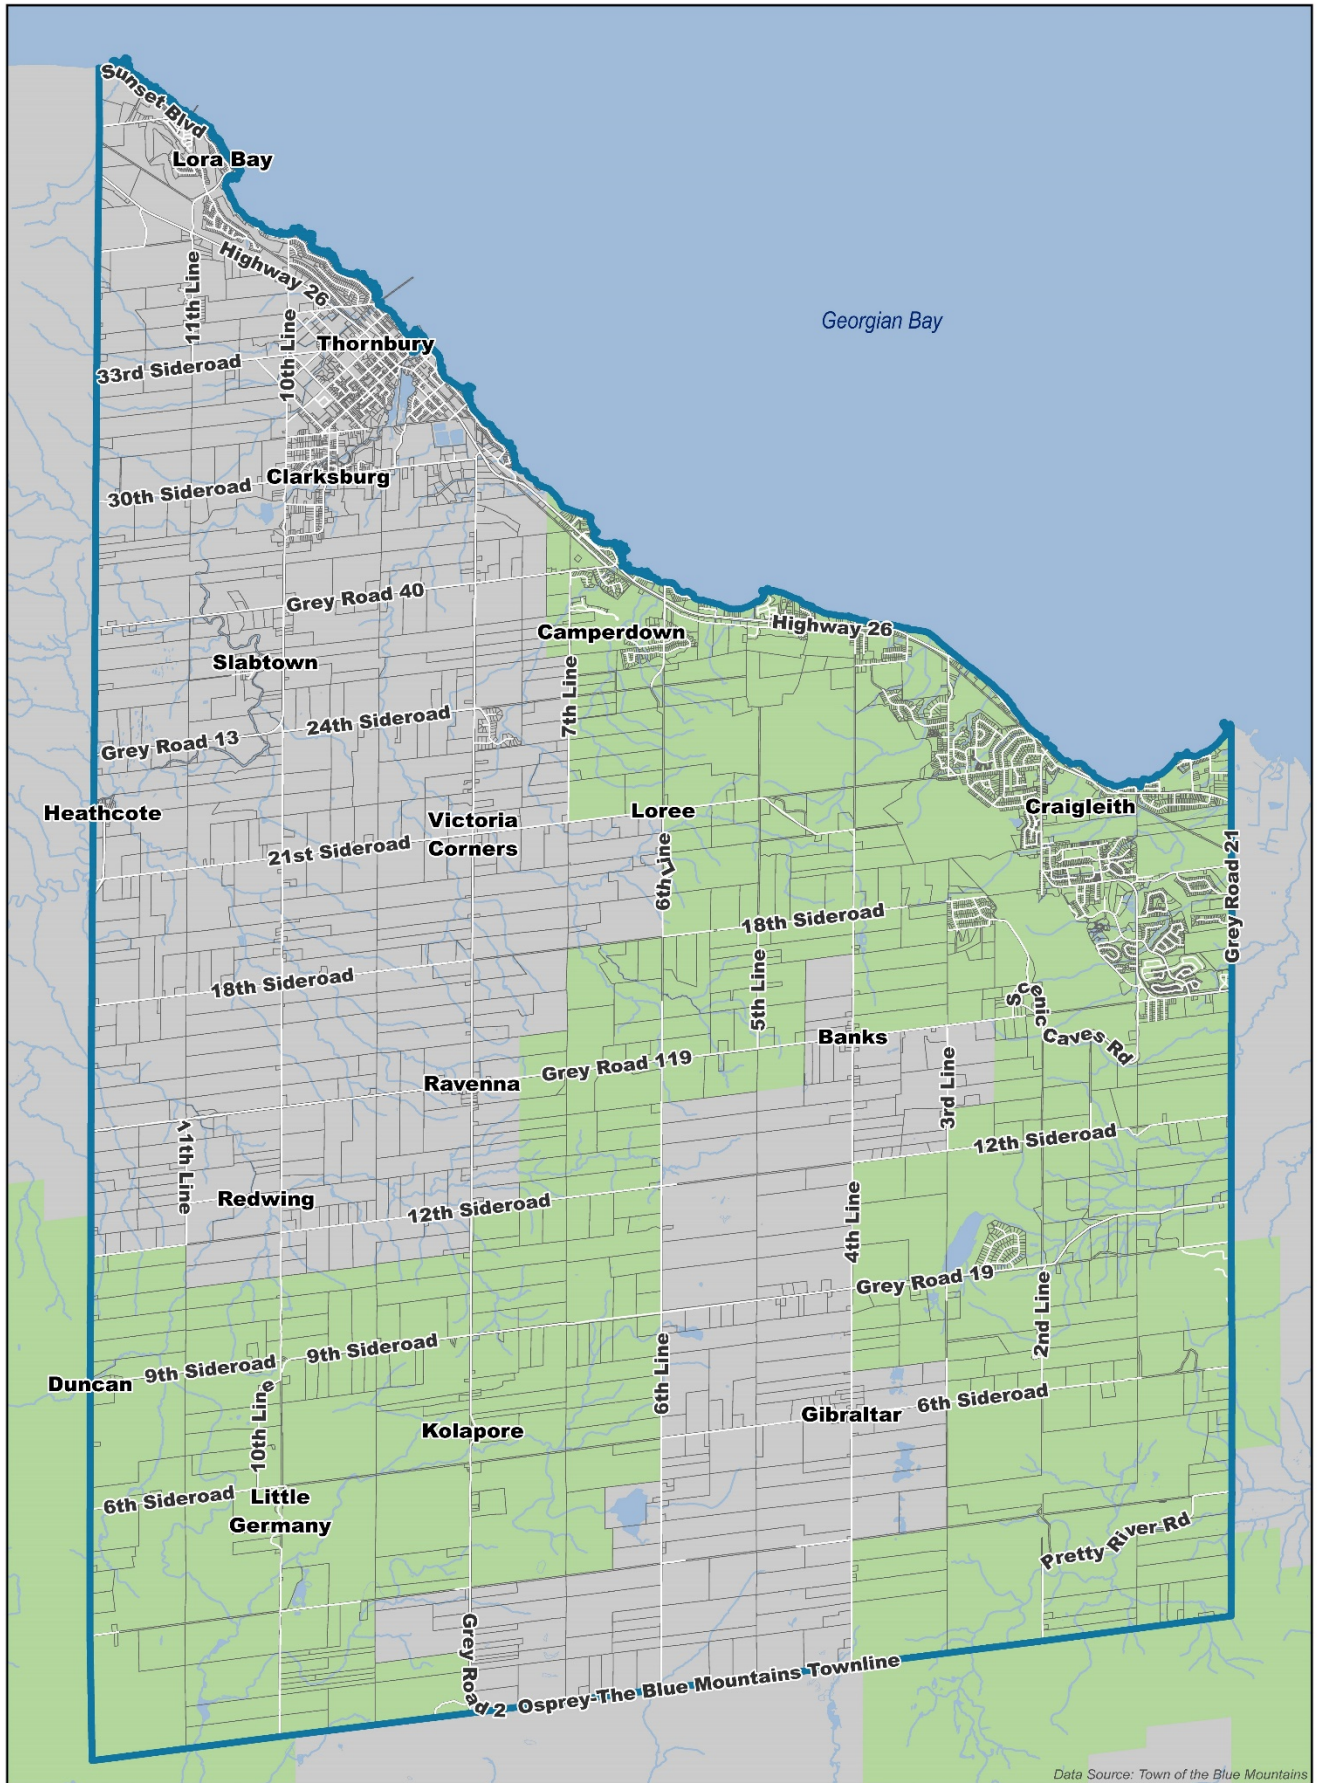 Sunset Blvd
Lora Bay
Highway 26
11th Line
10th Line
Georgian Bay
Thornbury
33rd Sideroad
Clarksburg
30th Sideroad
Grey Road 40
Camperdown
Highway 26
Slabtown
7th Line
24th Sideroad
Grey Road 13
Heathcote
Victoria
Corners
Loree
Craigleith
21st Sideroad
6th Line
Grey Road 21
18th Sideroad
18th Sideroad
5th Line
Scenic
Caves Rd
Banks
Grey Road 119
Ravenna
3rd Line
11th Line
12th Sideroad
Redwing
12th Sideroad
4th Line
Grey Road 19
2nd Line
9th Sideroad
9th Sideroad
Duncan
10th Line
6th Line
6th Sideroad
Gibraltar
Kolapore
6th Sideroad
Little
Germany
Pretty River Rd
Grey Road 2
Osprey-The Blue Mountains Townline
Data Source: Town of the Blue Mountains